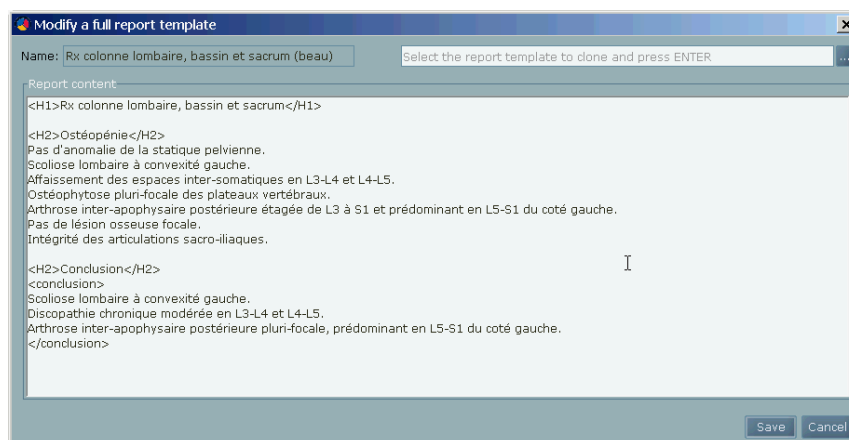 Modify a full report template
Name: Rx colonne lombaire, bassin et sacrum (beau) Select the report template to clone and press ENTER ...
Report content
<H1>Rx colonne lombaire, bassin et sacrum</H1>
<H2>Ostéopénie</H2>
Pas d'anomalie de la statique pelvienne.
Scoliose lombaire à convexité gauche.
Affaissement des espaces inter-somatiques en L3-L4 et L4-L5.
Ostéophytose pluri-focale des plateaux vertébraux.
Arthrose inter-apophysaire postérieure étagée de L3 à S1 et prédominant en L5-S1 du coté gauche.
Pas de lésion osseuse focale.
Intégrité des articulations sacro-iliaques.
<H2>Conclusion</H2>
<conclusion>
Scoliose lombaire à convexité gauche.
Discopathie chronique modérée en L3-L4 et L4-L5.
Arthrose inter-apophysaire postérieure pluri-focale, prédominant en L5-S1 du coté gauche.
</conclusion>
Save Cancel